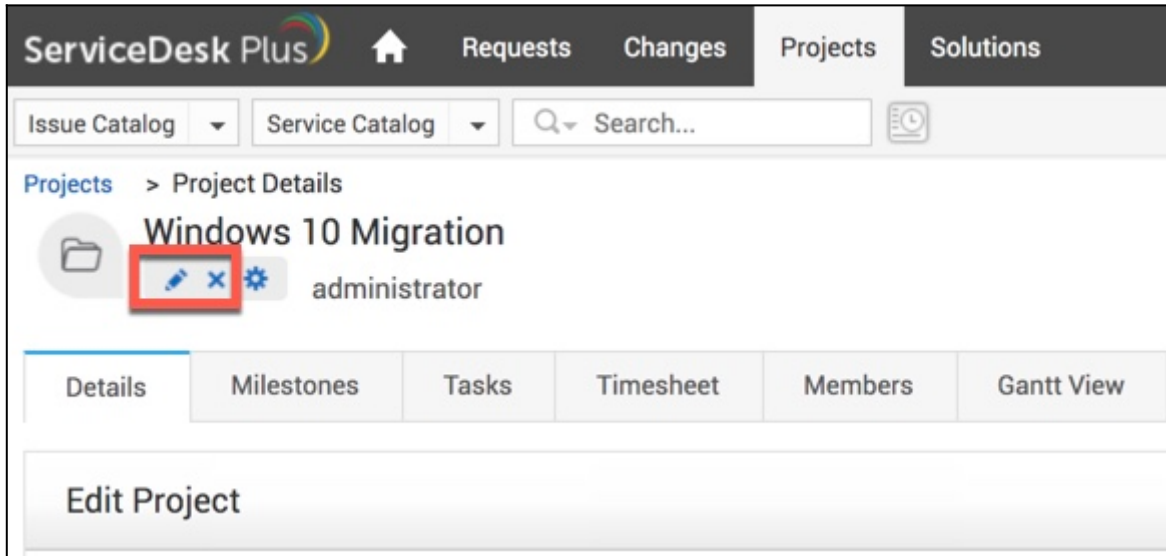 ServiceDesk Plus Requests Changes Projects Solutions
Issue Catalog Service Catalog Search...
Projects > Project Details
Windows 10 Migration
administrator
Details Milestones Tasks Timesheet Members Gantt View
Edit Project